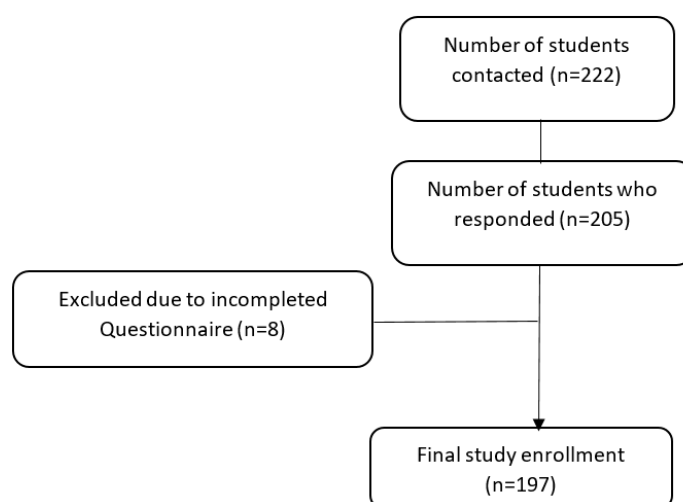 Number of students
contacted (n=222)
Number of students who
responded (n=205)
Excluded due to incompleted
Questionnaire (n=8)
Final study enrollment
(n=197)